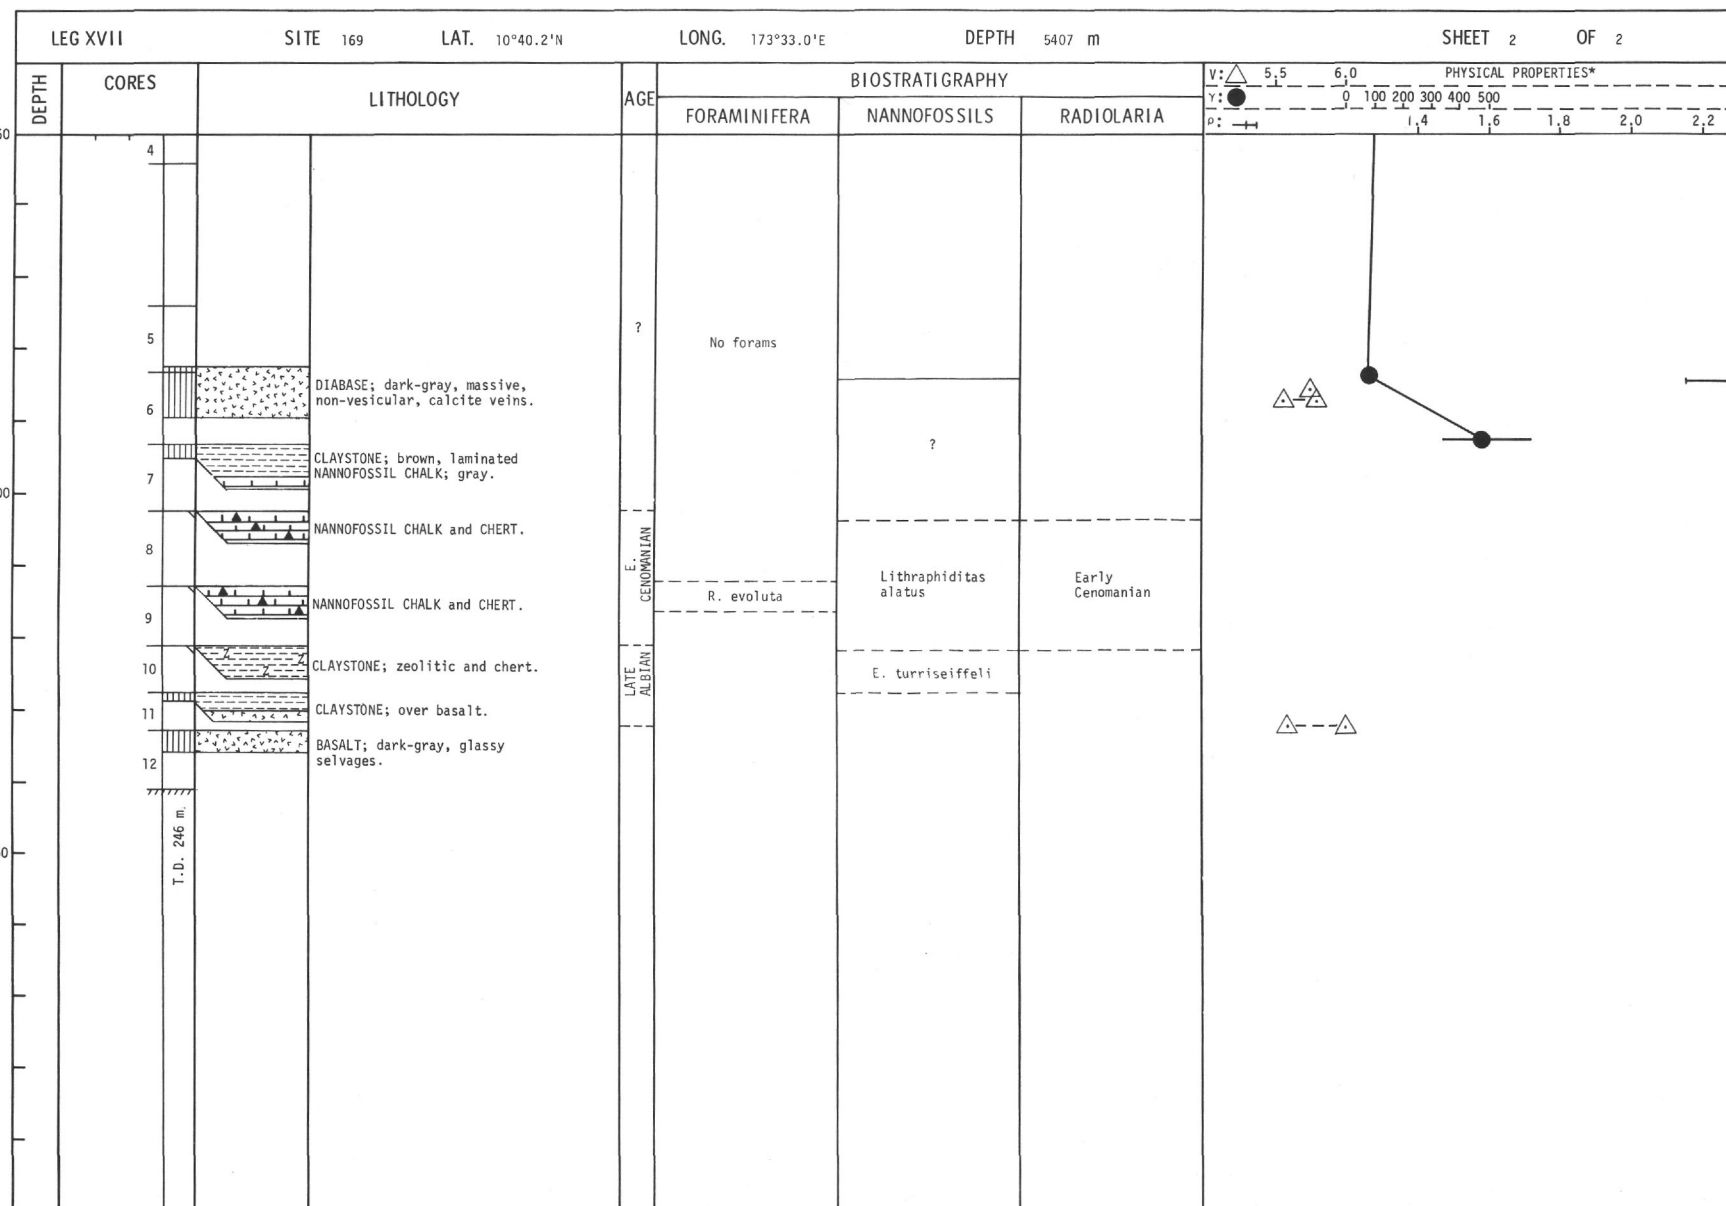 LEG XVII SITE 169 LAT. 10°40.2'N LONG. 173°33.0'E DEPTH 5407 m SHEET 2 OF 2
DEPTH
CORES
LITHOLOGY
AGE
BIOSTRATIGRAPHY
FORAMINIFERA
NANNOFOSSILS
RADIOLARIA
V: 5.5 6.0 PHYSICAL PROPERTIES*
γ: 0 100 200 300 400 500
ρ: 1.4 1.6 1.8 2.0 2.2
4
5
?
No forams
DIABASE; dark-gray, massive,
non-vesicular, calcite veins.
6
?
CLAYSTONE; brown, laminated
NANNOFOSSIL CHALK; gray.
7
NANNOFOSSIL CHALK and CHERT.
8
E.
CENOMANIAN
Lithraphiditas
alatus
Early
Cenomanian
R. evoluta
NANNOFOSSIL CHALK and CHERT.
9
Z
Z
Z
CLAYSTONE; zeolitic and chert.
10
LATE
ALBIAN
E. turriseiffeli
CLAYSTONE; over basalt.
11
BASALT; dark-gray, glassy
selvages.
12
T.D. 246 m.